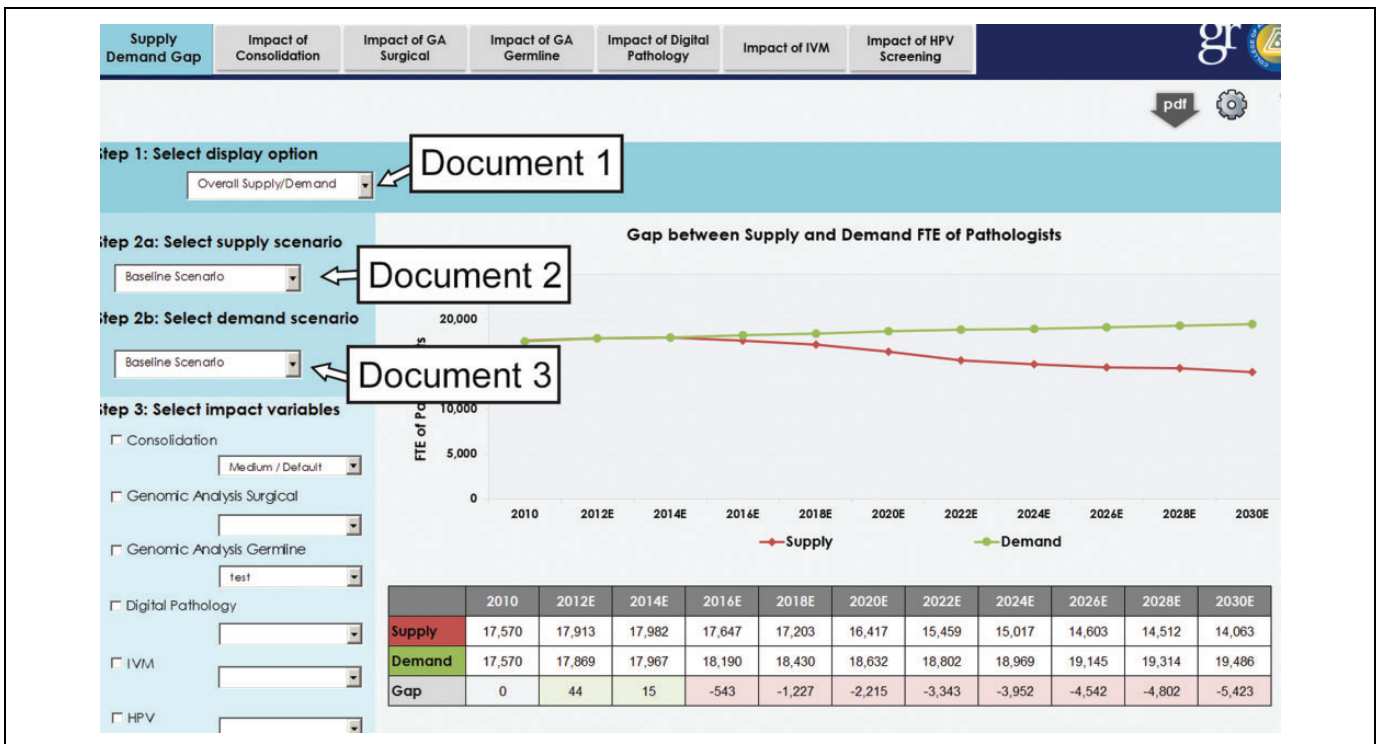 Supply Demand Gap
Impact of Consolidation
Impact of GA Surgical
Impact of GA Germline
Impact of Digital Pathology
Impact of IVM
Impact of HPV Screening
gr
COLLEGE OF
pdf
Step 1: Select display option
Overall Supply/Demand
Document 1
Step 2a: Select supply scenario
Baseline Scenario
Document 2
Step 2b: Select demand scenario
Baseline Scenario
Document 3
Step 3: Select impact variables
Consolidation
Medium / Default
Genomic Analysis Surgical
Genomic Analysis Germline
test
Digital Pathology
IVM
HPV
Gap between Supply and Demand FTE of Pathologists
20,000
10,000
5,000
0
FTE of Pa
rs
2010 2012E 2014E 2016E 2018E 2020E 2022E 2024E 2026E 2028E 2030E
Supply Demand
2010 2012E 2014E 2016E 2018E 2020E 2022E 2024E 2026E 2028E 2030E
Supply 17,570 17,913 17,982 17,647 17,203 16,417 15,459 15,017 14,603 14,512 14,063
Demand 17,570 17,869 17,967 18,190 18,430 18,632 18,802 18,969 19,145 19,314 19,486
Gap 0 44 15 -543 -1,227 -2,215 -3,343 -3,952 -4,542 -4,802 -5,423